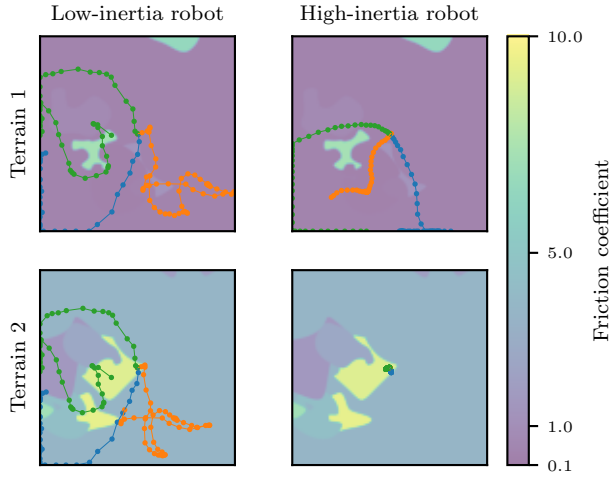 Low-inertia robot
High-inertia robot
Terrain 1
Terrain 2
10.0
5.0
1.0
0.1
Friction coefficient